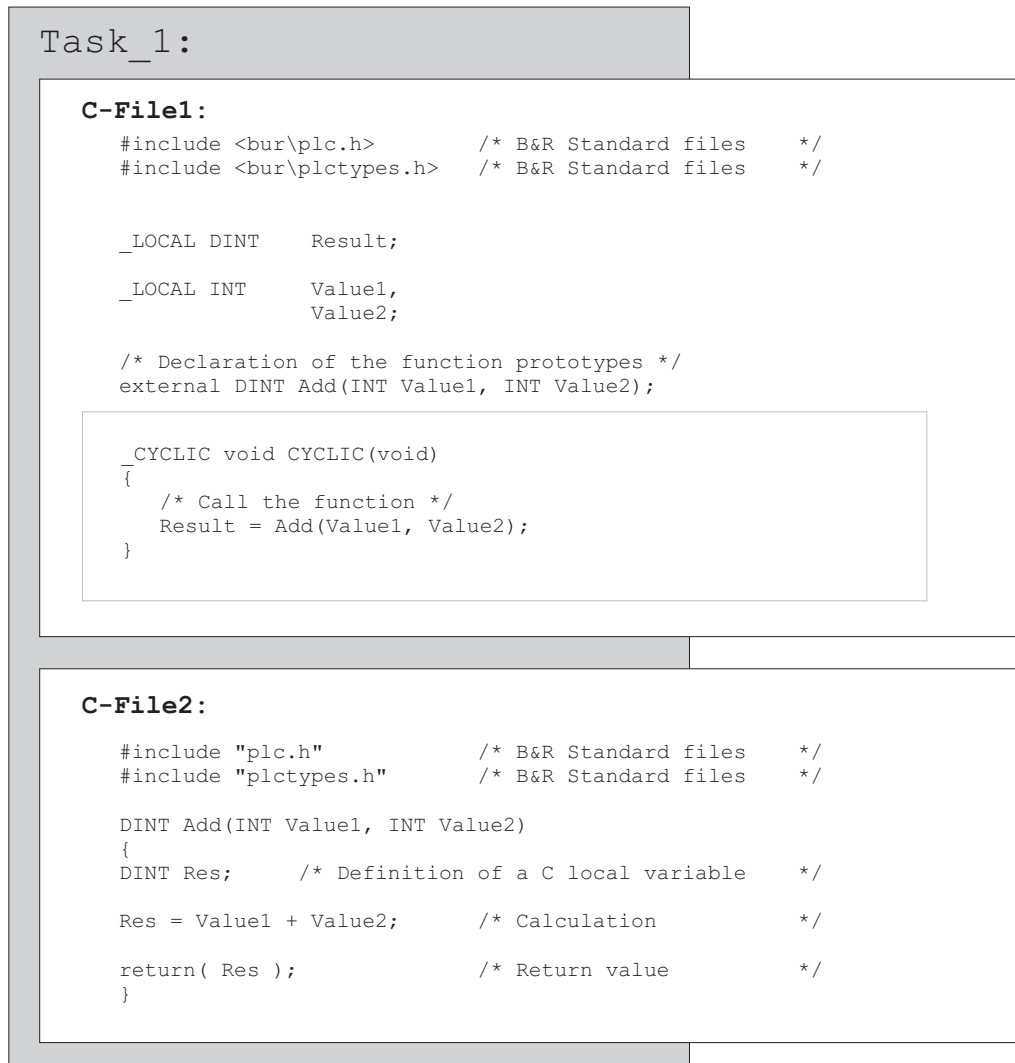 Task_1:
C-File1:
#include <bur\plc.h> /* B&R Standard files */
#include <bur\plctypes.h> /* B&R Standard files */
_LOCAL DINT Result;
_LOCAL INT Value1,
Value2;
/* Declaration of the function prototypes */
external DINT Add(INT Value1, INT Value2);
_CYCLIC void CYCLIC(void)
{
/* Call the function */
Result = Add(Value1, Value2);
}
C-File2:
#include "plc.h" /* B&R Standard files */
#include "plctypes.h" /* B&R Standard files */
DINT Add(INT Value1, INT Value2)
{
DINT Res; /* Definition of a C local variable */
Res = Value1 + Value2; /* Calculation */
return( Res ); /* Return value */
}